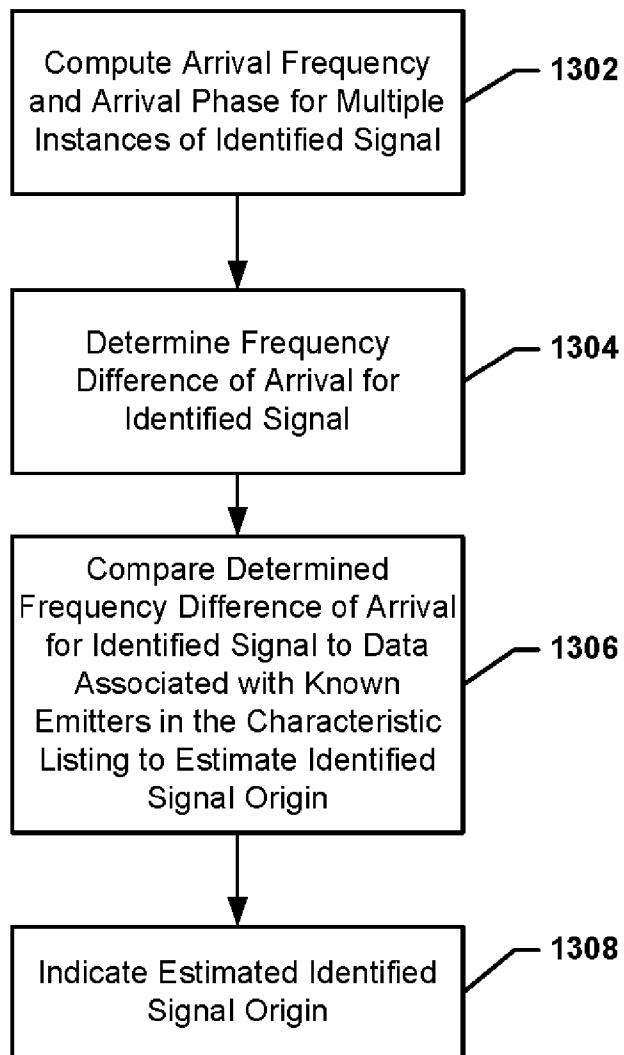 Compute Arrival Frequency
and Arrival Phase for Multiple
Instances of Identified Signal
1302
Determine Frequency
Difference of Arrival for
Identified Signal
1304
Compare Determined
Frequency Difference of Arrival
for Identified Signal to Data
Associated with Known
Emitters in the Characteristic
Listing to Estimate Identified
Signal Origin
1306
Indicate Estimated Identified
Signal Origin
1308